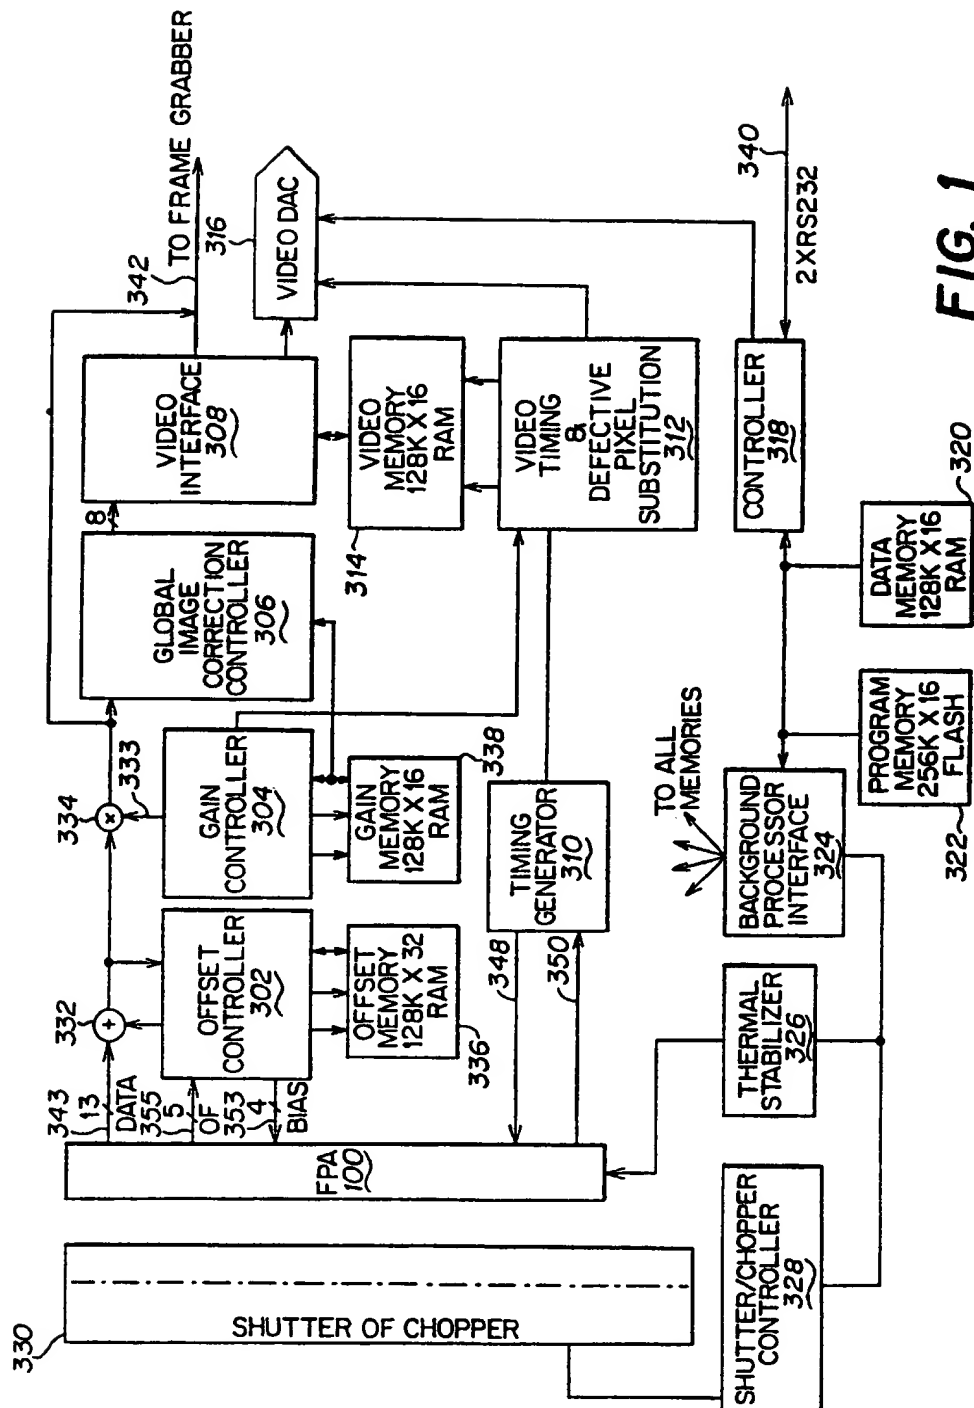 330
SHUTTER OF CHOPPER
FPA
100
343
13
DATA
355
5
OF
353
4
BIAS
332
+
OFFSET
CONTROLLER
302
OFFSET
MEMORY
128K X 32
RAM
336
334
x
333
GAIN
CONTROLLER
304
GAIN
MEMORY
128K X 16
RAM
338
GLOBAL
IMAGE
CORRECTION
CONTROLLER
306
8
VIDEO
INTERFACE
308
342
TO FRAME GRABBER
316
VIDEO DAC
VIDEO
MEMORY
128K X 16
RAM
314
348
350
TIMING
GENERATOR
310
VIDEO
TIMING
&
DEFECTIVE
PIXEL
SUBSTITUTION
312
SHUTTER/CHOPPER
CONTROLLER
328
THERMAL
STABILIZER
326
TO ALL
MEMORIES
BACKGROUND
PROCESSOR
INTERFACE
324
PROGRAM
MEMORY
256K X 16
FLASH
322
DATA
MEMORY
128K X 16
RAM
320
CONTROLLER
318
340
2XRS232
FIG. 1